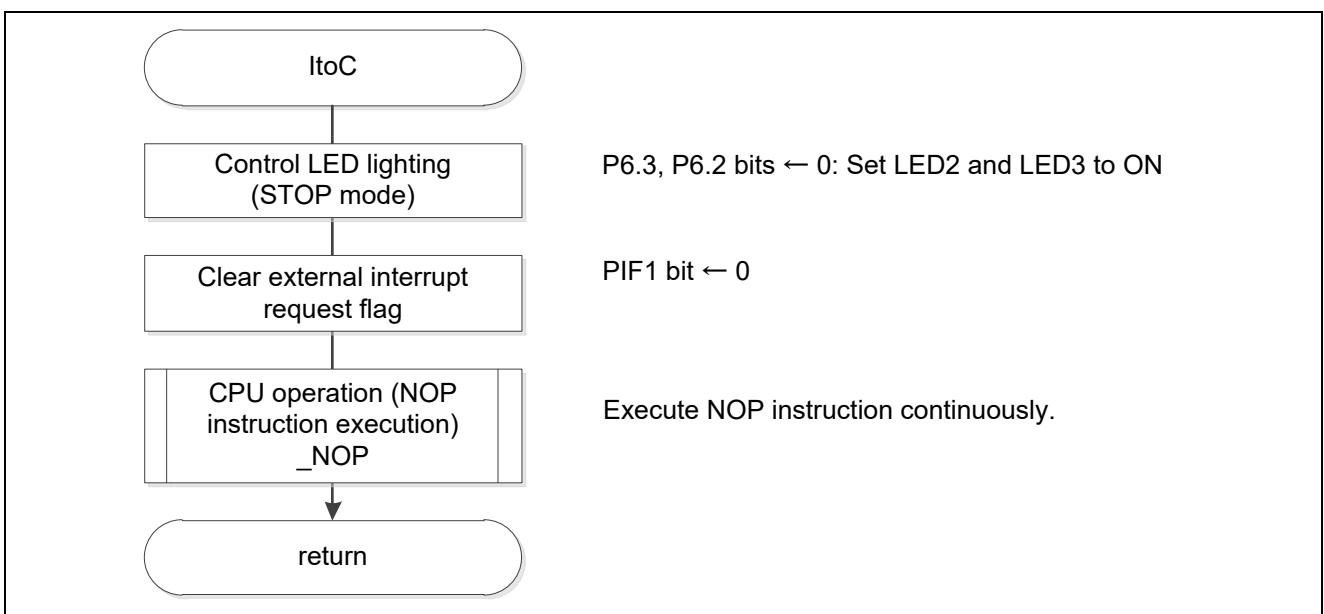 ItoC
Control LED lighting
(STOP mode)
P6.3, P6.2 bits ← 0: Set LED2 and LED3 to ON
Clear external interrupt
request flag
PIF1 bit ← 0
CPU operation (NOP
instruction execution)
_NOP
Execute NOP instruction continuously.
return